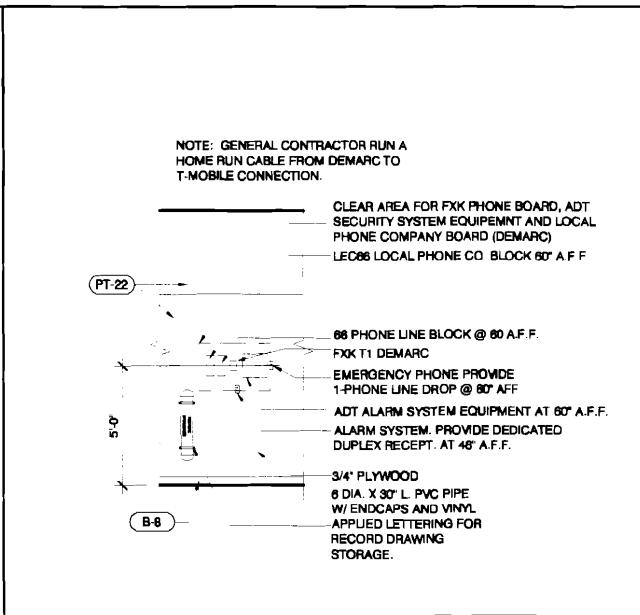 NOTE: GENERAL CONTRACTOR RUN A
HOME RUN CABLE FROM DEMARC TO
T-MOBILE CONNECTION.
CLEAR AREA FOR FXK PHONE BOARD, ADT
SECURITY SYSTEM EQUIPEMNT AND LOCAL
PHONE COMPANY BOARD (DEMARC)
LEC66 LOCAL PHONE CO BLOCK 60" A F F
PT-22
66 PHONE LINE BLOCK @ 60 A.F.F.
FXK T1 DEMARC
EMERGENCY PHONE PROVIDE
1-PHONE LINE DROP @ 60" AFF
ADT ALARM SYSTEM EQUIPMENT AT 60" A.F.F.
ALARM SYSTEM. PROVIDE DEDICATED
DUPLEX RECEPT. AT 48" A.F.F.
5'-0"
3/4" PLYWOOD
6 DIA. X 30" L. PVC PIPE
W/ ENDCAPS AND VINYL
APPLIED LETTERING FOR
RECORD DRAWING
STORAGE.
B-8